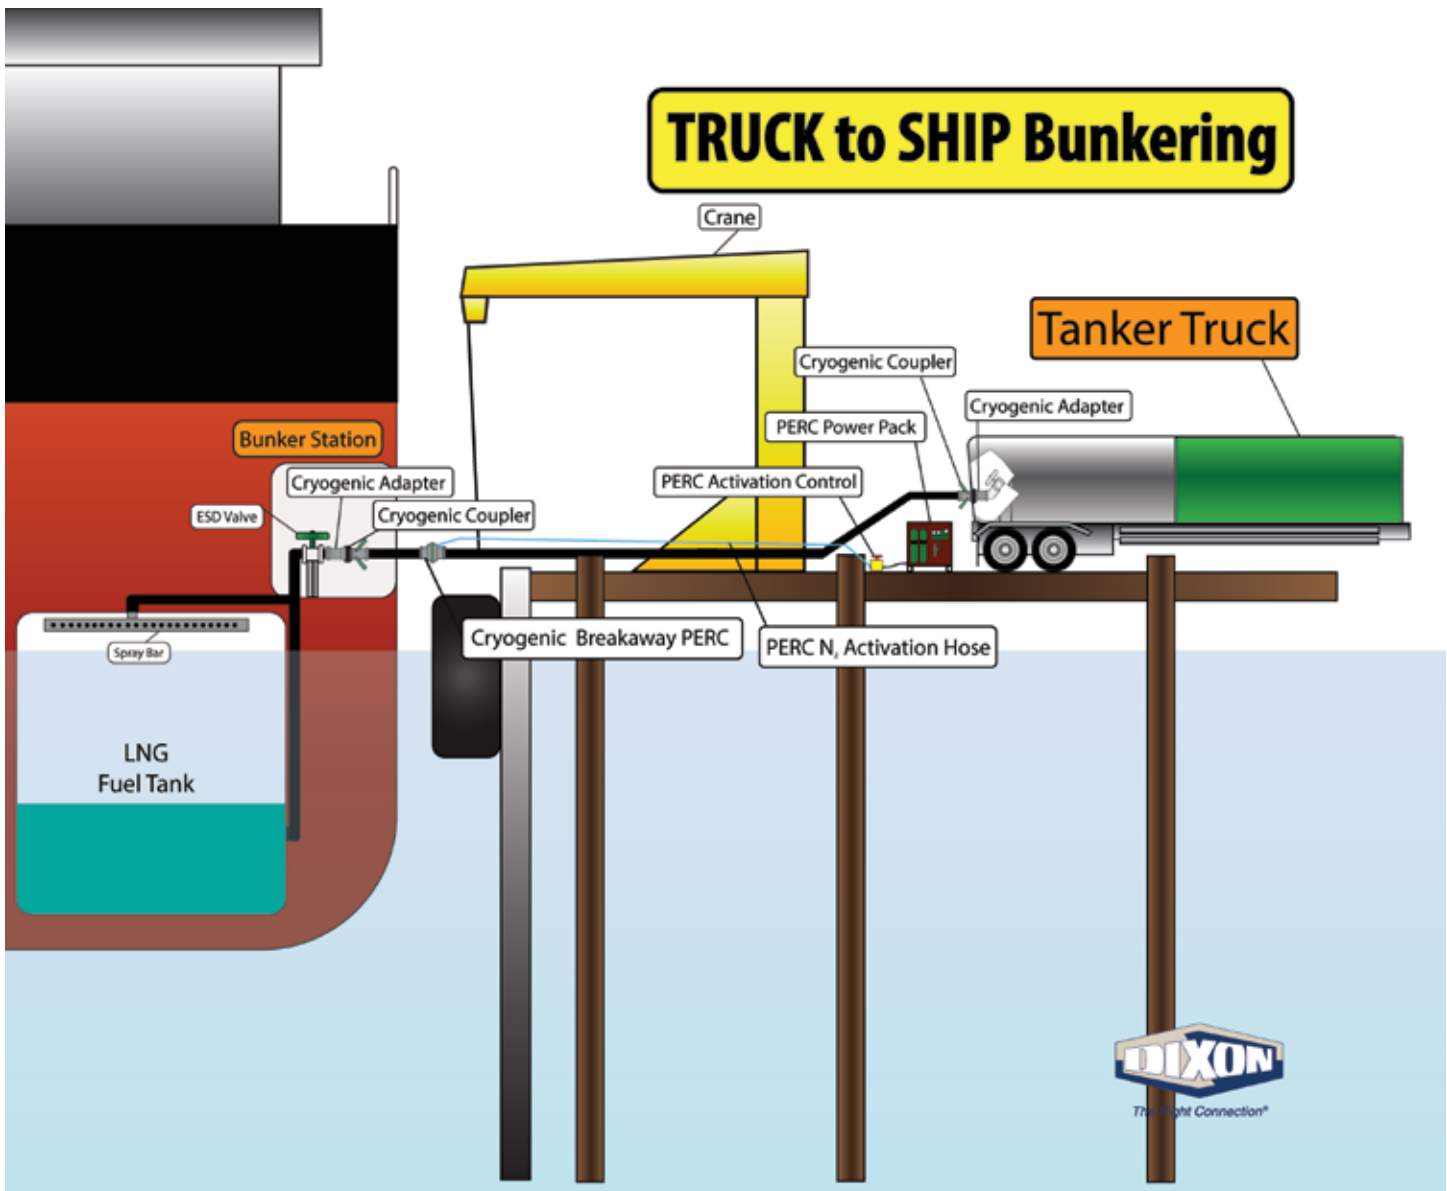 TRUCK to SHIP Bunkering
Crane
Tanker Truck
Cryogenic Coupler
Cryogenic Adapter
PERC Power Pack
Bunker Station
PERC Activation Control
Cryogenic Adapter
ESD Valve
Cryogenic Coupler
Cryogenic Breakaway PERC
PERC N, Activation Hose
Spray Bar
LNG
Fuel Tank
DIXON
The Right Connection®